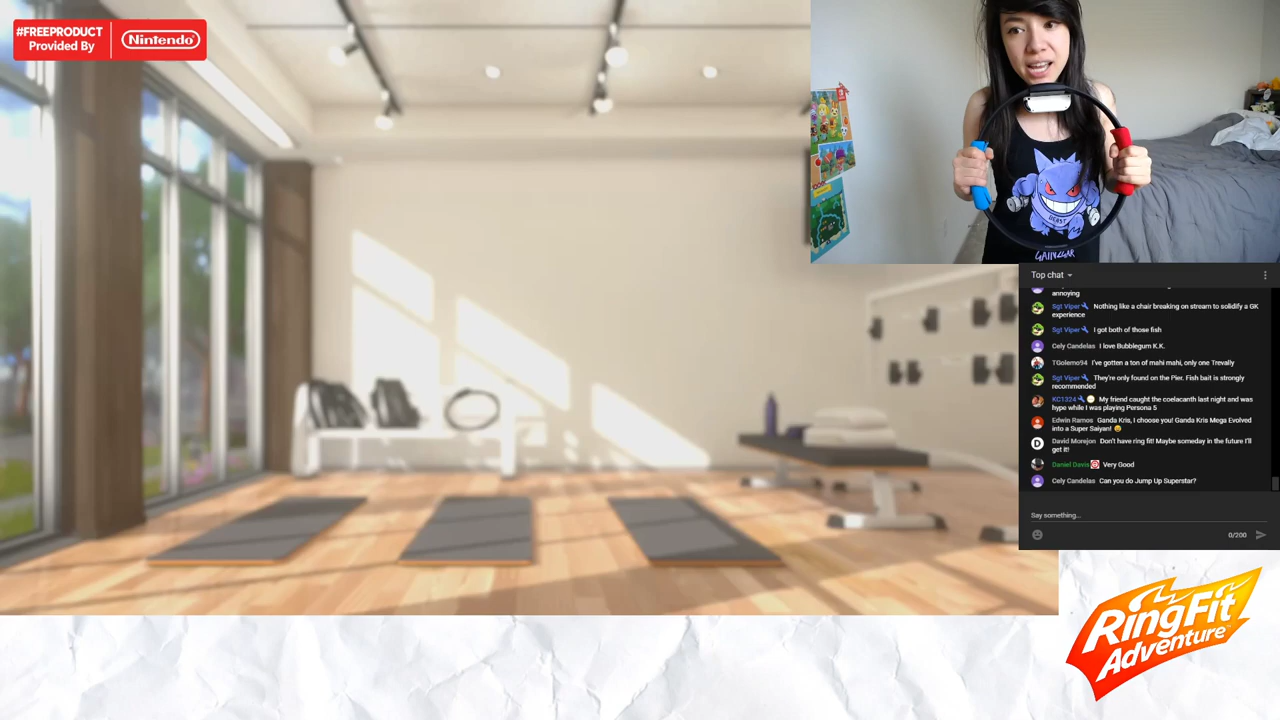 #FREEPRODUCT
Provided By
Nintendo
BEAST
GAINZGAR
Top chat
annoying
Sgt Viper Nothing like a chair breaking on stream to solidify a GK
experience
Sgt Viper I got both of those fish
Cely Candelas I love Bubblegum K.K.
TGolemo94 I've gotten a ton of mahi mahi, only one Trevally
Sgt Viper They're only found on the Pier. Fish bait is strongly
recommended
KC1324 My friend caught the coelacanth last night and was
hype while I was playing Persona 5
Edwin Ramos Ganda Kris, I choose you! Ganda Kris Mega Evolved
into a Super Saiyan!
David Morejon Don't have ring fit! Maybe someday in the future I'll
get it!
Daniel Davis Very Good
Cely Candelas Can you do Jump Up Superstar?
Say something...
0/200
RingFit
Adventure